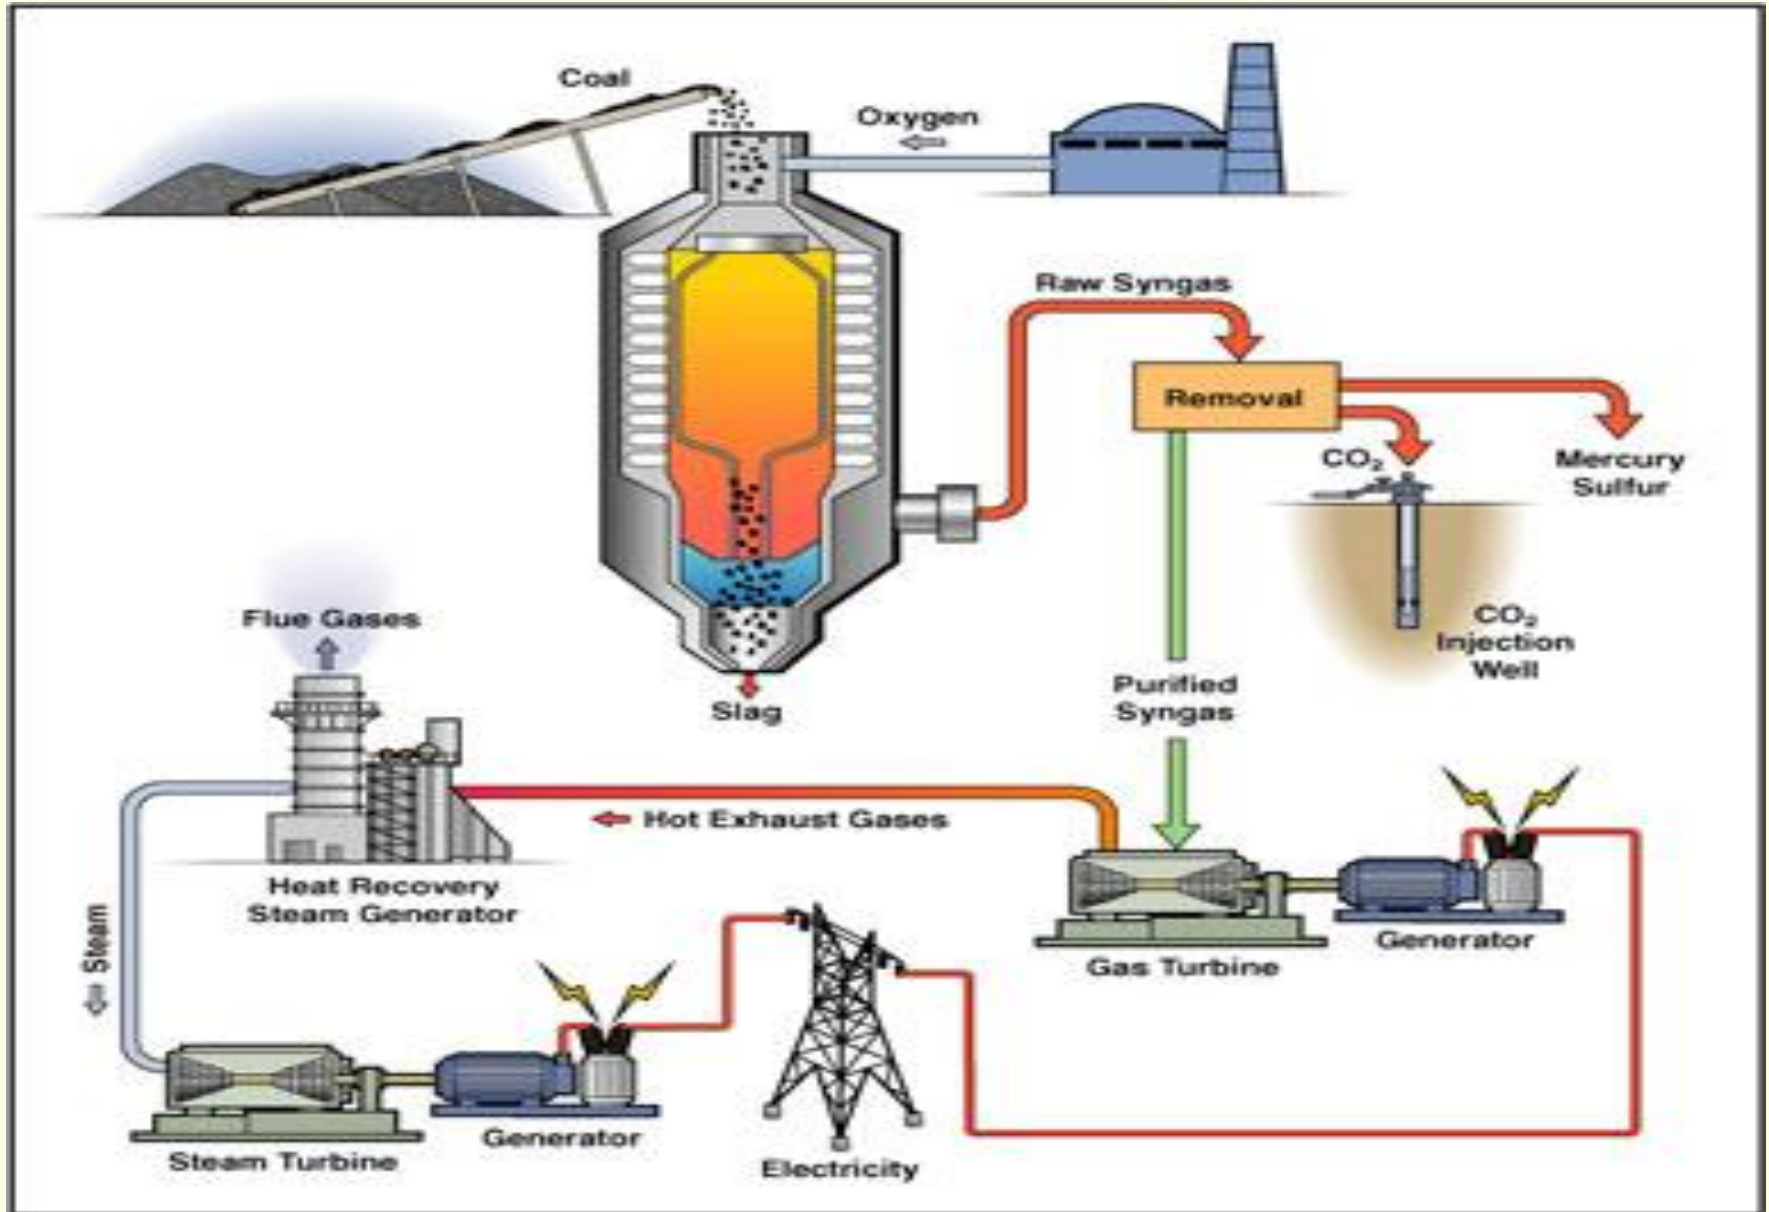 Coal
Oxygen
Raw Syngas
Removal
CO₂
Mercury
Sulfur
CO₂
Injection
Well
Flue Gases
Slag
Purified
Syngas
Hot Exhaust Gases
Heat Recovery
Steam Generator
Steam
Generator
Gas Turbine
Generator
Steam Turbine
Electricity